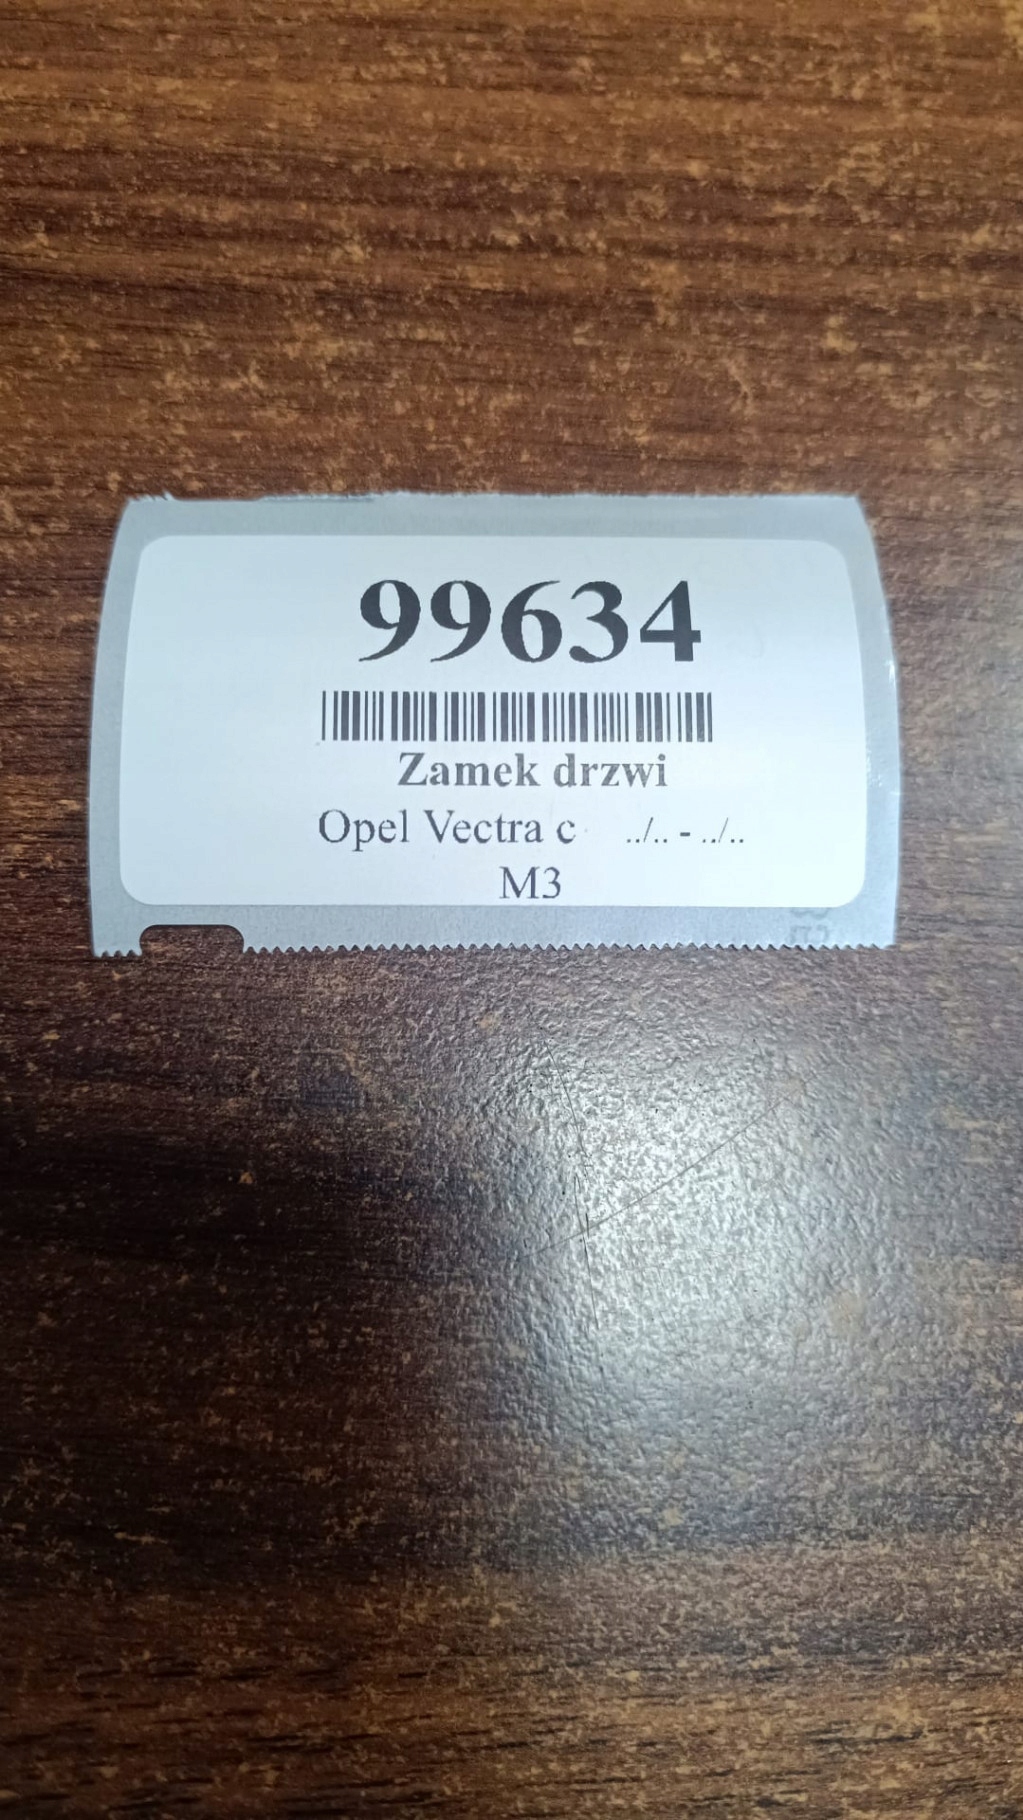 99634
Zamek drzwi
Opel Vectra c ../.. - ../..
M3